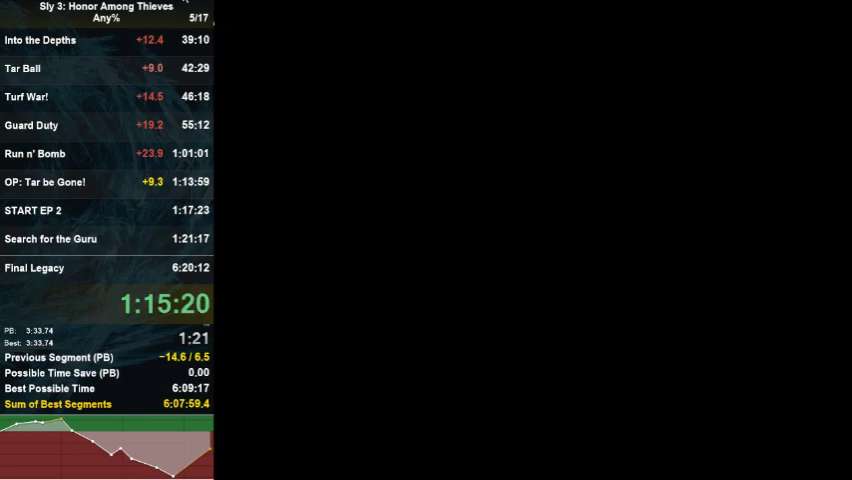 Sly 3: Honor Among Thieves
Any% 5/17
Into the Depths +12.4 39:10
Tar Ball +9.0 42:29
Turf War! +14.5 46:18
Guard Duty +19.2 55:12
Run n' Bomb +23.9 1:01:01
OP: Tar be Gone! +9.3 1:13:59
START EP 2 1:17:23
Search for the Guru 1:21:17
Final Legacy 6:20:12
1:15:20
PB: 3:33.74
Best: 3:33.74 1:21
Previous Segment (PB) −14.6 / 6.5
Possible Time Save (PB) 0.00
Best Possible Time 6:09:17
Sum of Best Segments 6:07:59.4